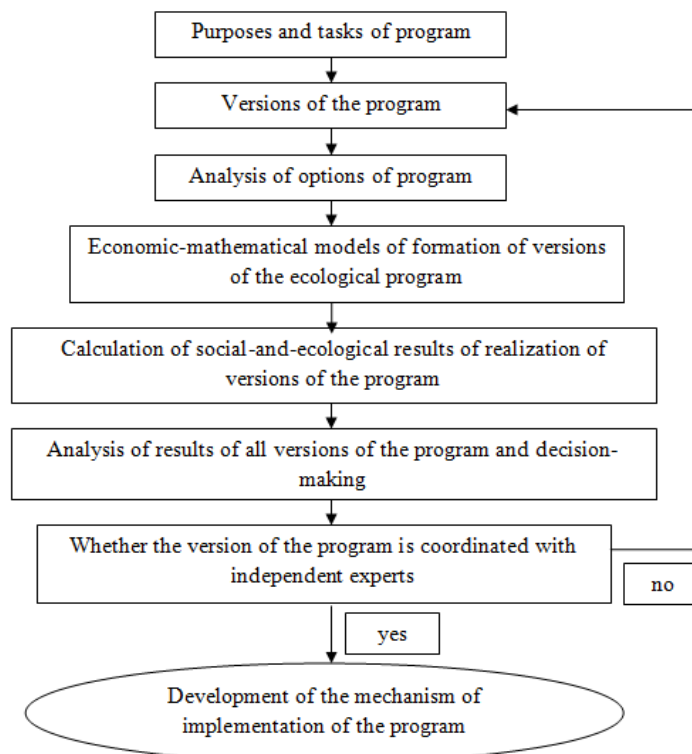 Purposes and tasks of program
Versions of the program
Analysis of options of program
Economic-mathematical models of formation of versions
of the ecological program
Calculation of social-and-ecological results of realization of
versions of the program
Analysis of results of all versions of the program and decision-
making
Whether the version of the program is coordinated with
independent experts
no
yes
Development of the mechanism of
implementation of the program